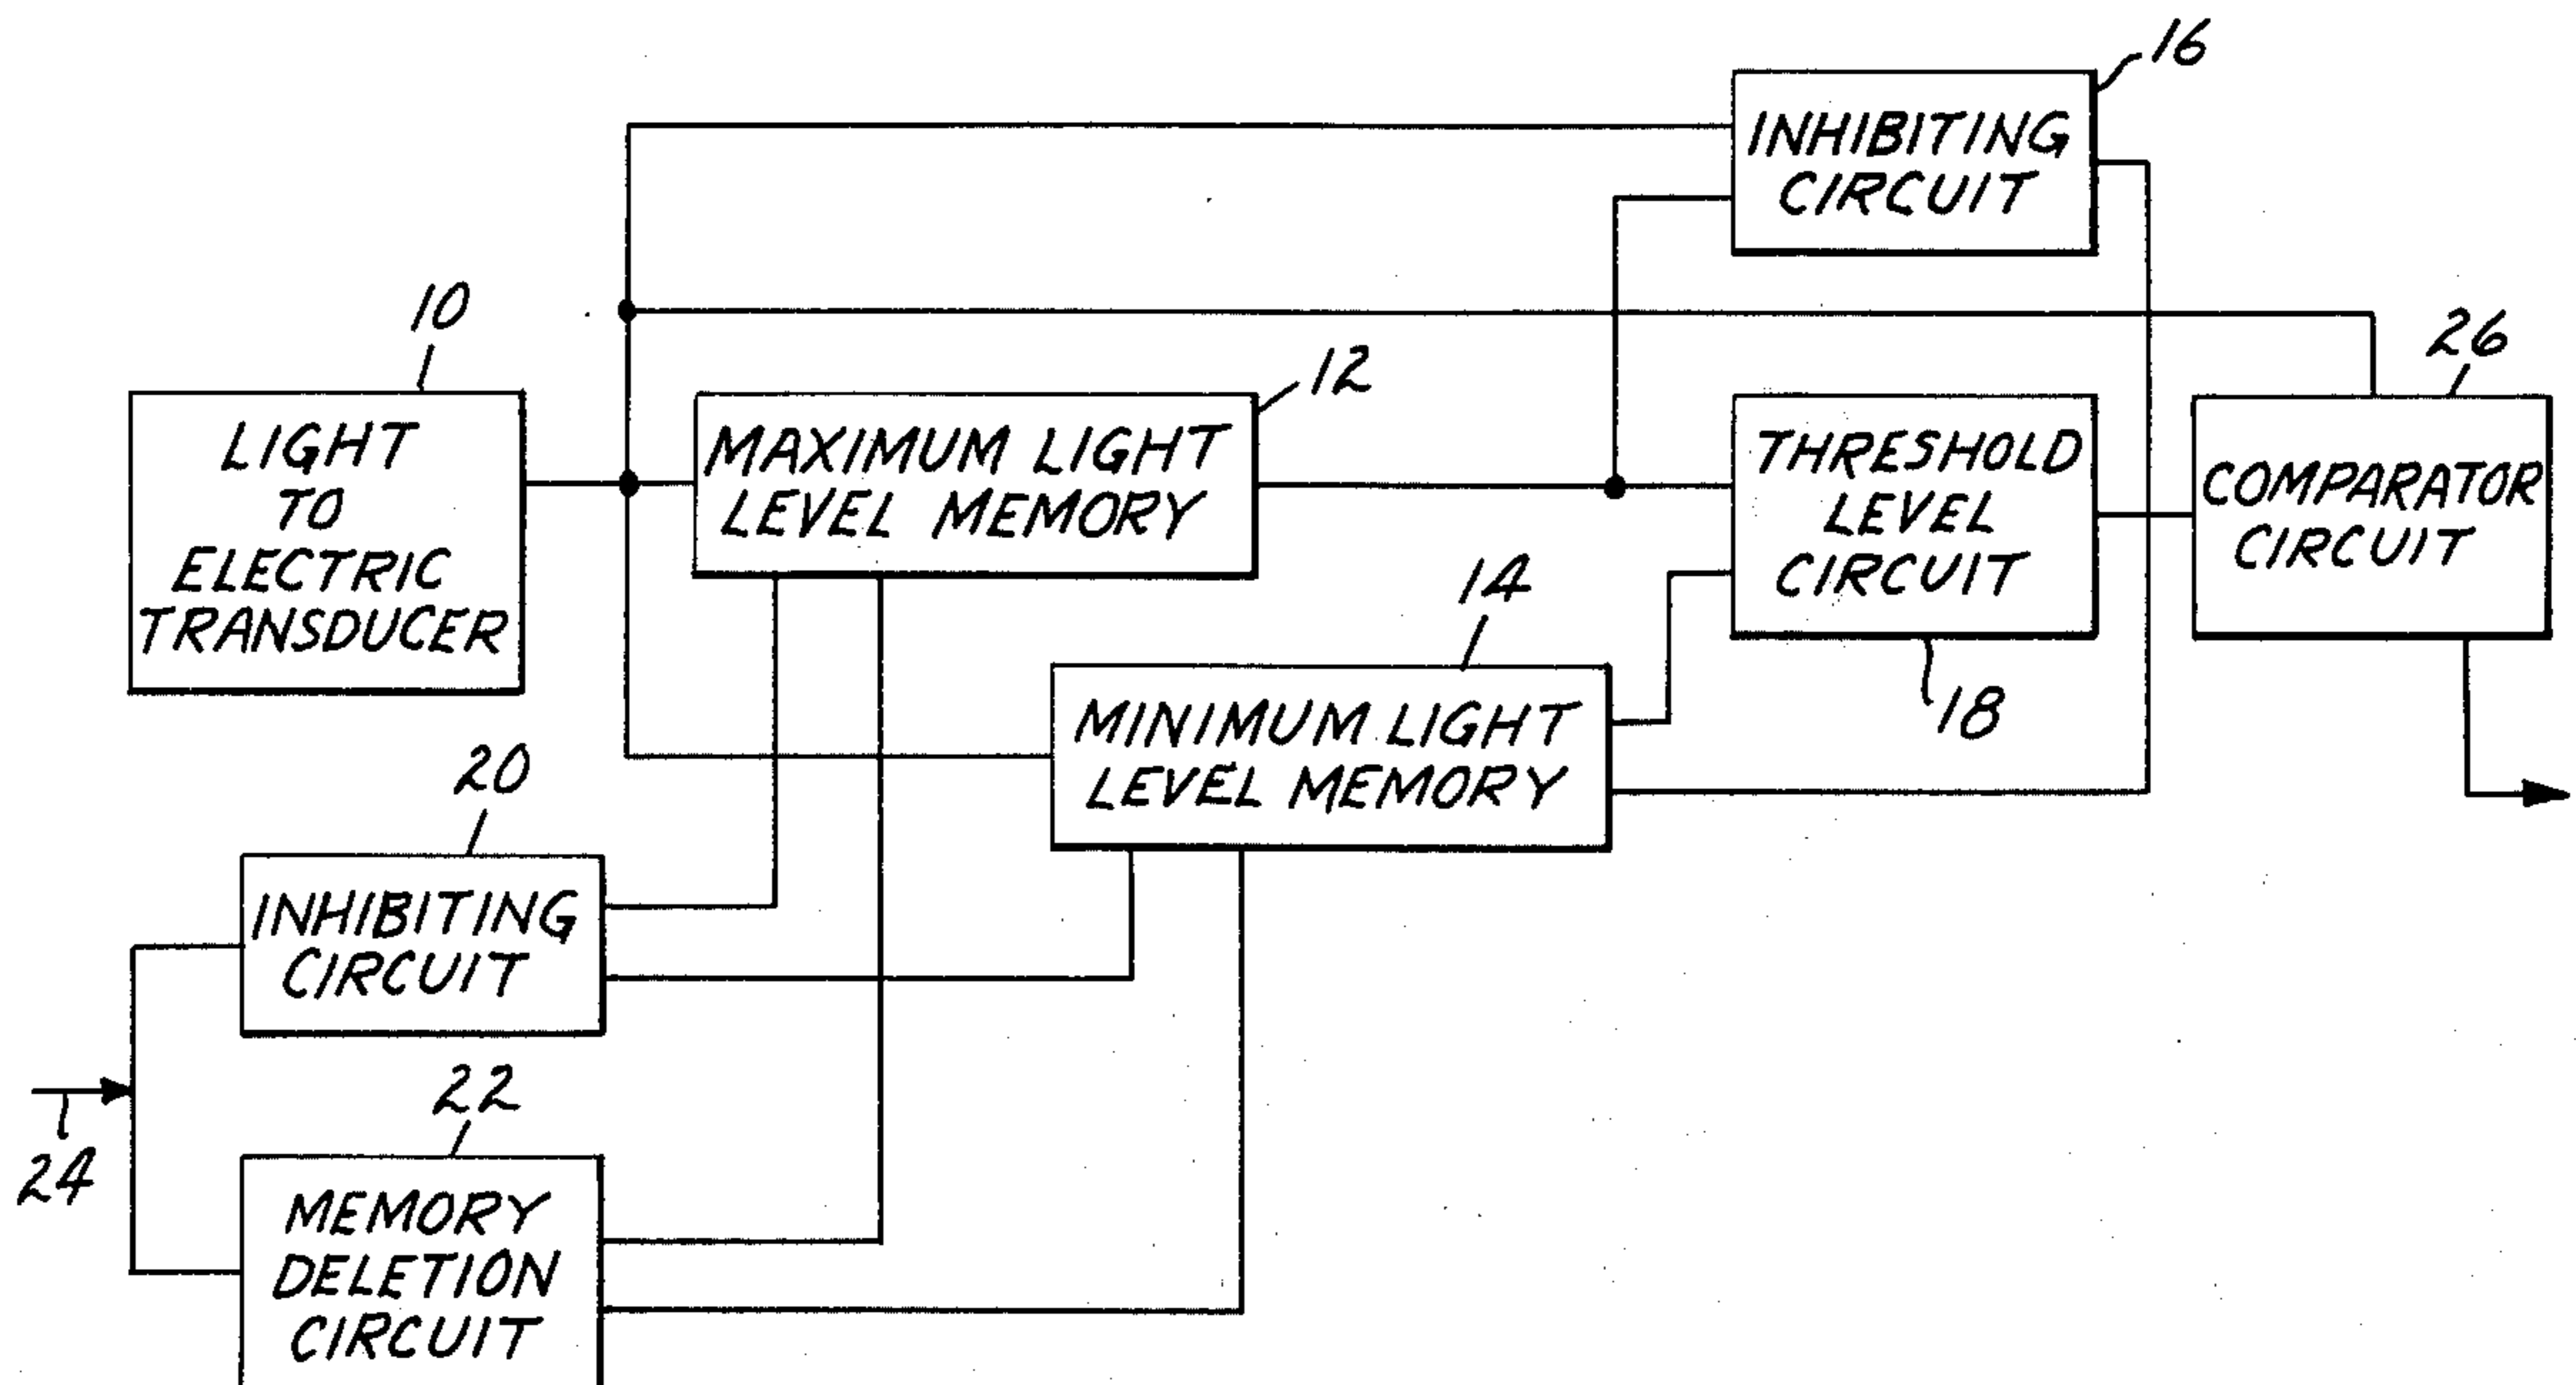 16
INHIBITING
CIRCUIT
10
LIGHT
TO
ELECTRIC
TRANSDUCER
12
MAXIMUM LIGHT
LEVEL MEMORY
THRESHOLD
LEVEL
CIRCUIT
18
26
COMPARATOR
CIRCUIT
14
MINIMUM LIGHT
LEVEL MEMORY
20
INHIBITING
CIRCUIT
24
22
MEMORY
DELETION
CIRCUIT